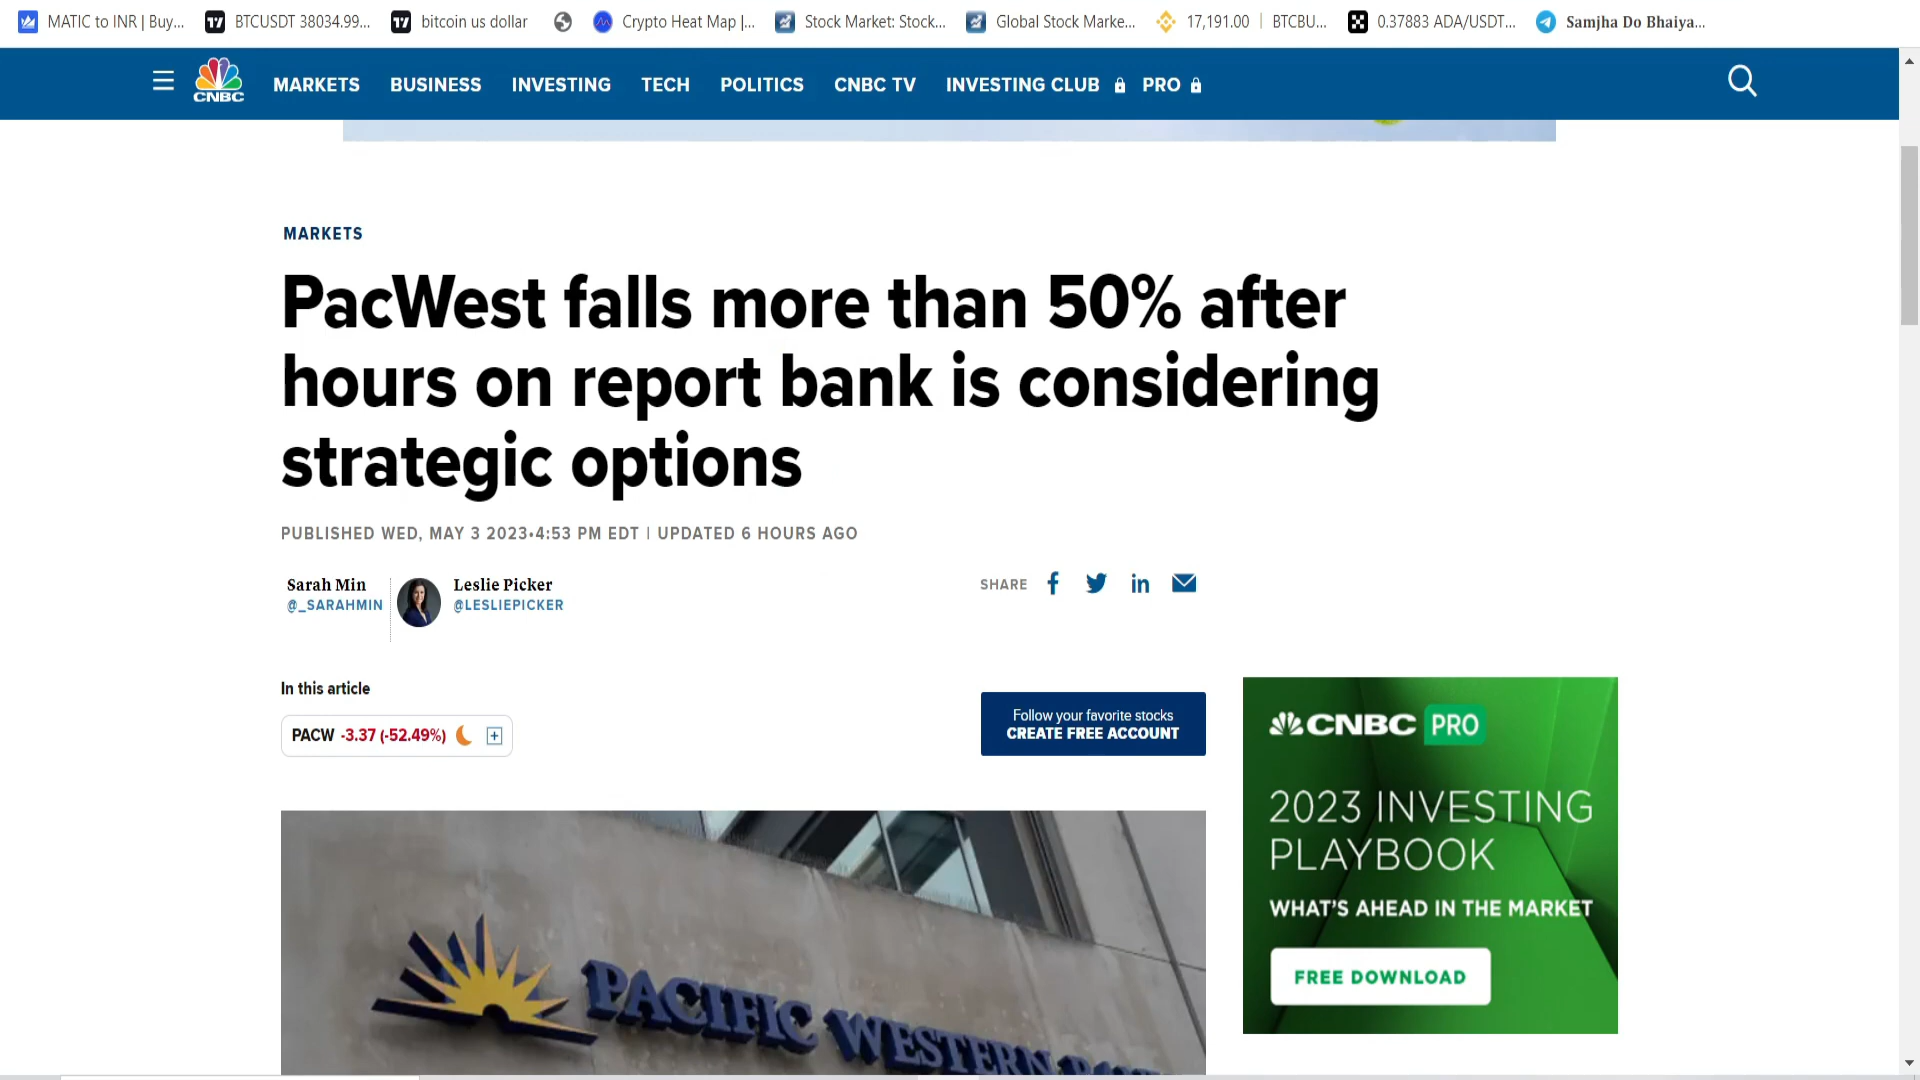 MATIC to INR | Buy...
BTCUSDT 38034.99...
bitcoin us dollar
Crypto Heat Map |...
Stock Market: Stock...
Global Stock Marke...
17,191.00 | BTCBU...
0.37883 ADA/USDT...
Samjha Do Bhaiya...
CNBC
MARKETS
BUSINESS
INVESTING
TECH
POLITICS
CNBC TV
INVESTING CLUB
PRO
MARKETS
PacWest falls more than 50% after
hours on report bank is considering
strategic options
PUBLISHED WED, MAY 3 2023•4:53 PM EDT | UPDATED 6 HOURS AGO
Sarah Min
@_SARAHMIN
Leslie Picker
@LESLIEPICKER
SHARE
In this article
PACW -3.37 (-52.49%)
Follow your favorite stocks
CREATE FREE ACCOUNT
CNBC PRO
2023 INVESTING
PLAYBOOK
WHAT'S AHEAD IN THE MARKET
FREE DOWNLOAD
PACIFIC WESTERN BANK